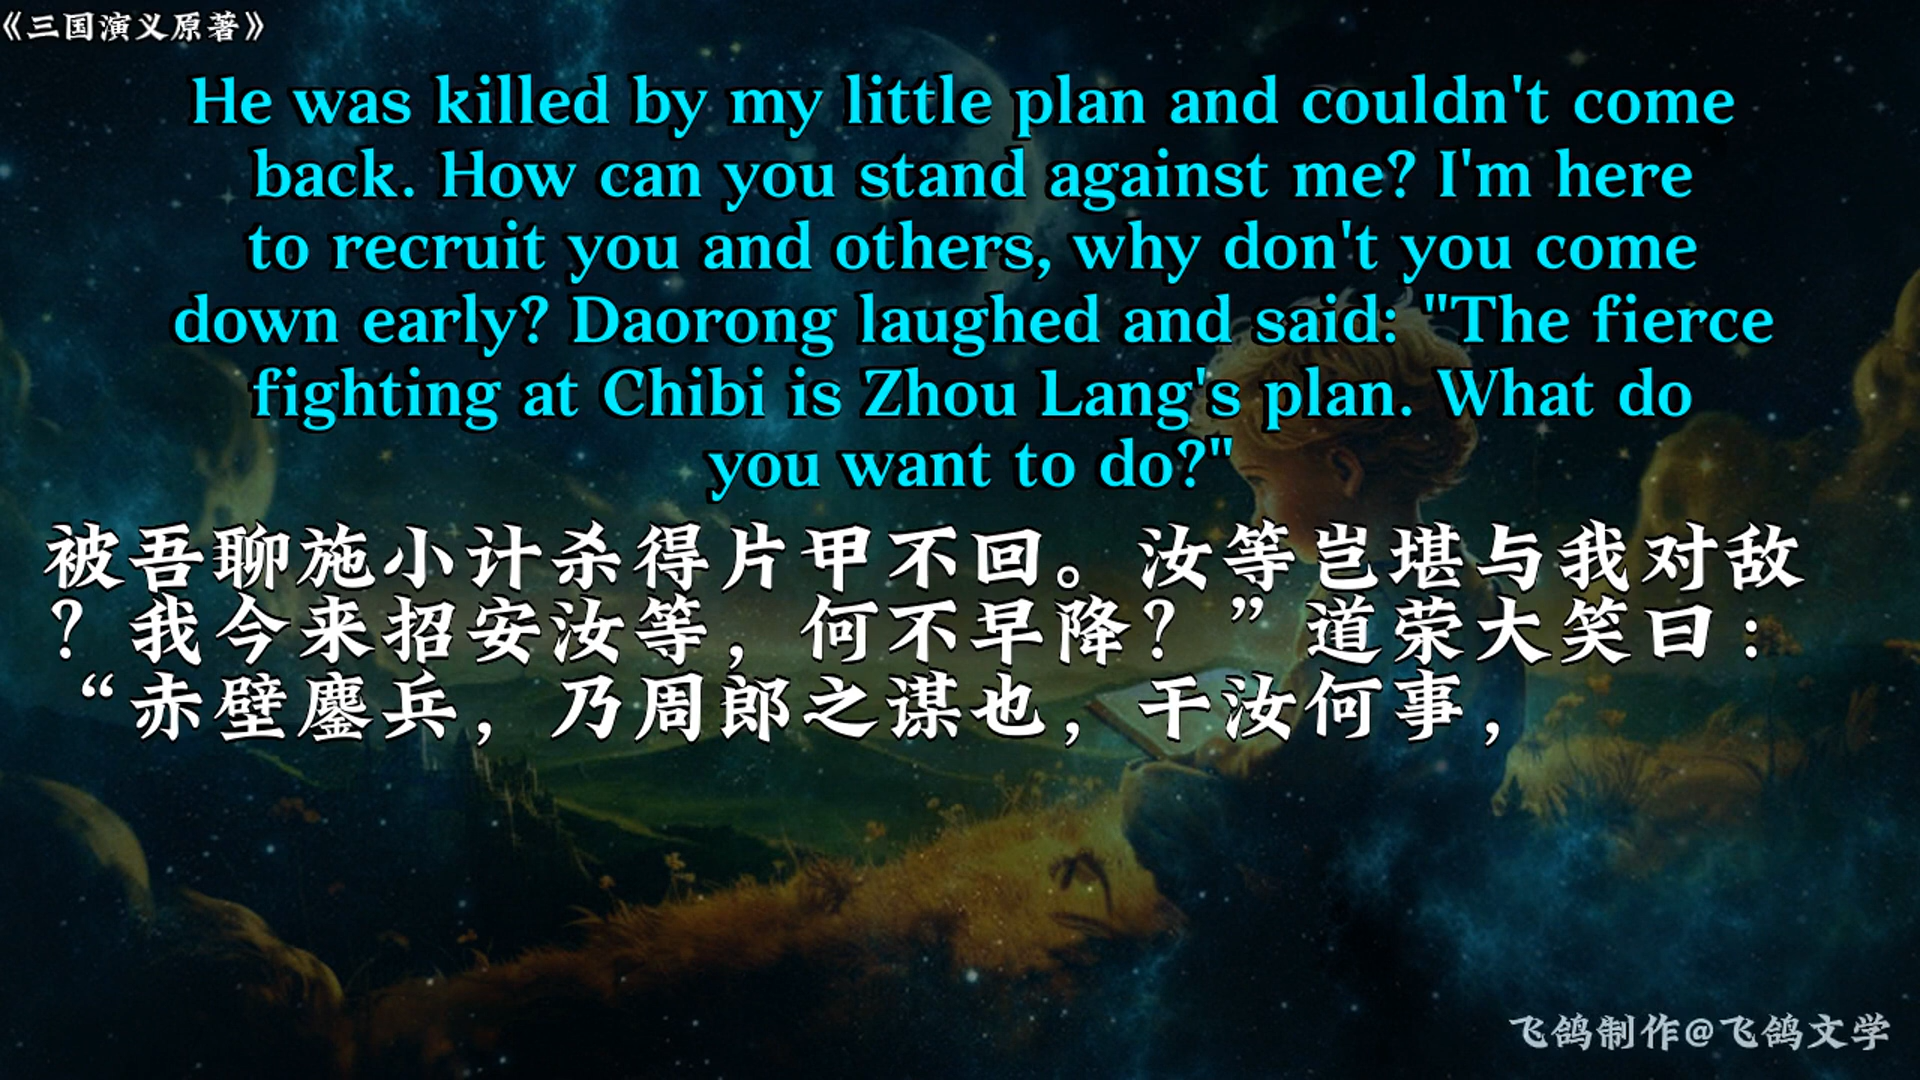 《三国演义原著》
He was killed by my little plan and couldn't come
back. How can you stand against me? I'm here
to recruit you and others, why don't you come
down early? Daorong laughed and said: "The fierce
fighting at Chibi is Zhou Lang's plan. What do
you want to do?"
被吾聊施小计杀得片甲不回。汝等岂堪与我对敌
？我今来招安汝等，何不早降？”道荣大笑曰：
“赤壁鏖兵，乃周郎之谋也，干汝何事，
飞鸽制作@飞鸽文学